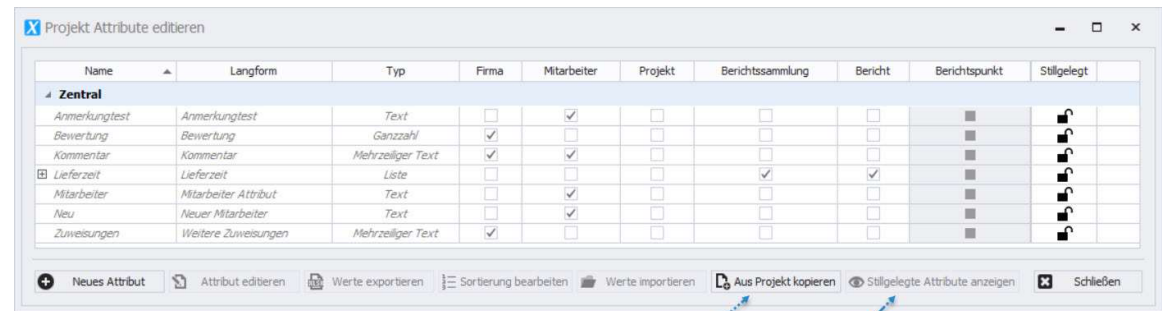 Projekt Attribute editieren
Name Langform Typ Firma Mitarbeiter Projekt Berichtssammlung Bericht Berichtspunkt Stillgelegt
Zentral
Anmerkungtest Anmerkungtest Text
Bewertung Bewertung Ganzzahl
Kommentar Kommentar Mehrzeiliger Text
Lieferzeit Lieferzeit Liste
Mitarbeiter Mitarbeiter Attribut Text
Neu Neuer Mitarbeiter Text
Zuweisungen Weitere Zuweisungen Mehrzeiliger Text
Neues Attribut Attribut editieren Werte exportieren Sortierung bearbeiten Werte importieren Aus Projekt kopieren Stillgelegte Attribute anzeigen Schließen